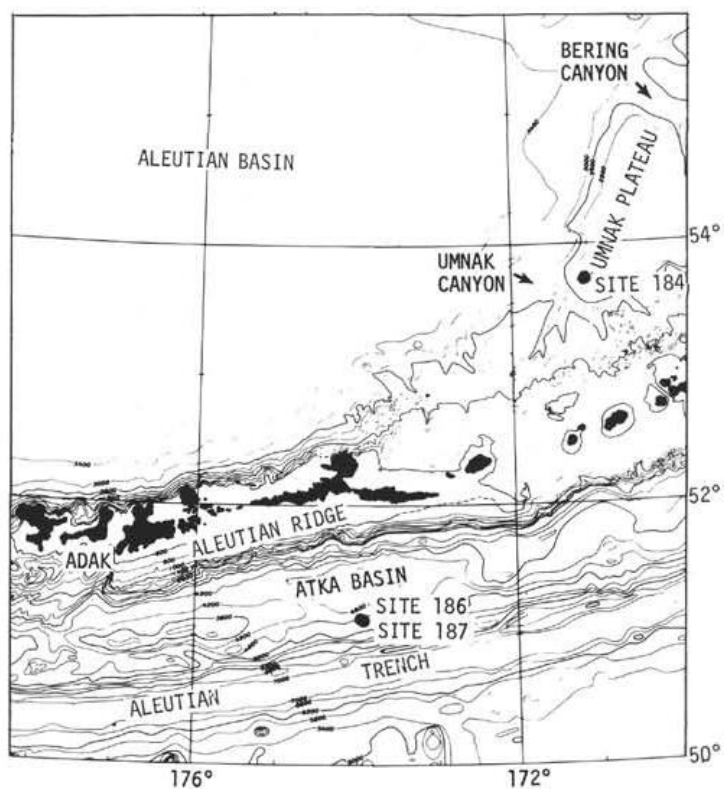 BERING
CANYON
ALEUTIAN BASIN
UMNAK PLATEAU
54°
UMNAK
CANYON
SITE 184
52°
ALEUTIAN RIDGE
ADAK
ATKA BASIN
SITE 186
SITE 187
TRENCH
ALEUTIAN
50°
176°
172°